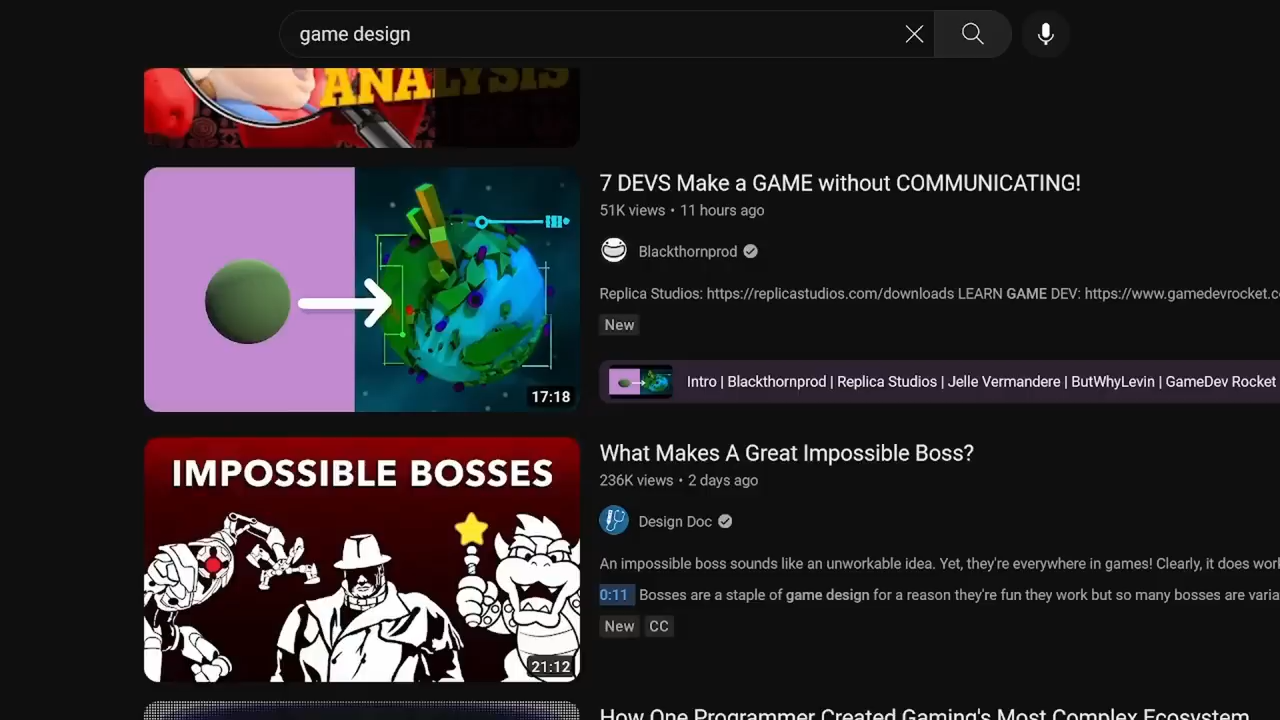 game design
ANALYSIS
7 DEVS Make a GAME without COMMUNICATING!
51K views • 11 hours ago
Blackthornprod
Replica Studios: https://replicastudios.com/downloads LEARN GAME DEV: https://www.gamedevrocket.c
New
17:18
Intro | Blackthornprod | Replica Studios | Jelle Vermandere | ButWhyLevin | GameDev Rocket
IMPOSSIBLE BOSSES
21:12
What Makes A Great Impossible Boss?
236K views • 2 days ago
Design Doc
An impossible boss sounds like an unworkable idea. Yet, they're everywhere in games! Clearly, it does work
0:11 Bosses are a staple of game design for a reason they're fun they work but so many bosses are varia
New CC
How One Programmer Created Gaming's Most Complex Ecosystem